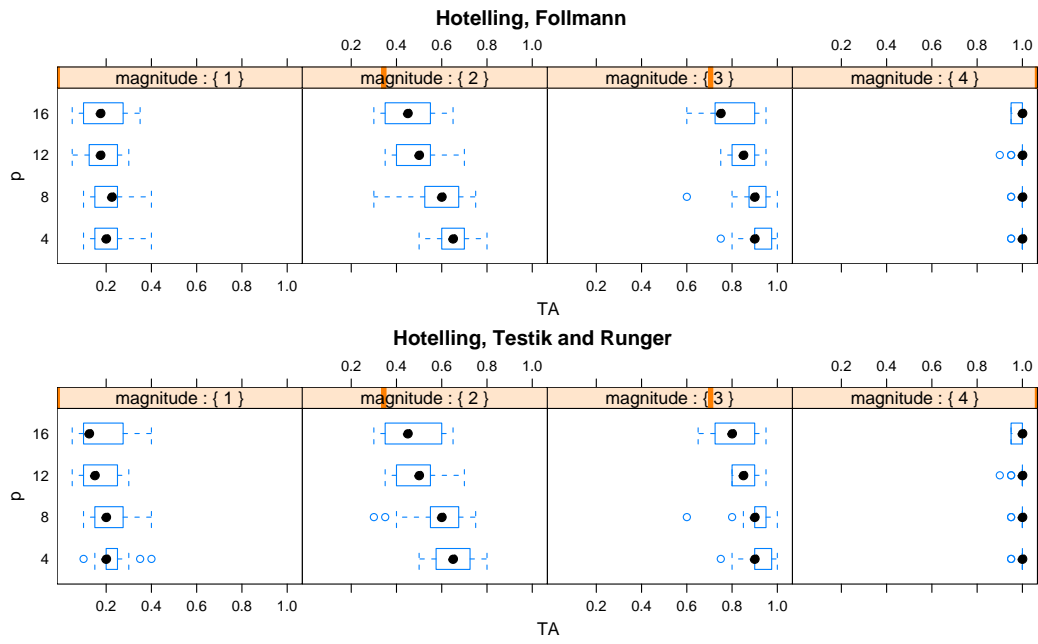 Hotelling, Follmann
0.2 0.4 0.6 0.8 1.0 0.2 0.4 0.6 0.8 1.0
magnitude : { 1 } magnitude : { 2 } magnitude : { 3 } magnitude : { 4 }
16
12
p
8
4
0.2 0.4 0.6 0.8 1.0 0.2 0.4 0.6 0.8 1.0
TA
Hotelling, Testik and Runger
0.2 0.4 0.6 0.8 1.0 0.2 0.4 0.6 0.8 1.0
magnitude : { 1 } magnitude : { 2 } magnitude : { 3 } magnitude : { 4 }
16
12
p
8
4
0.2 0.4 0.6 0.8 1.0 0.2 0.4 0.6 0.8 1.0
TA